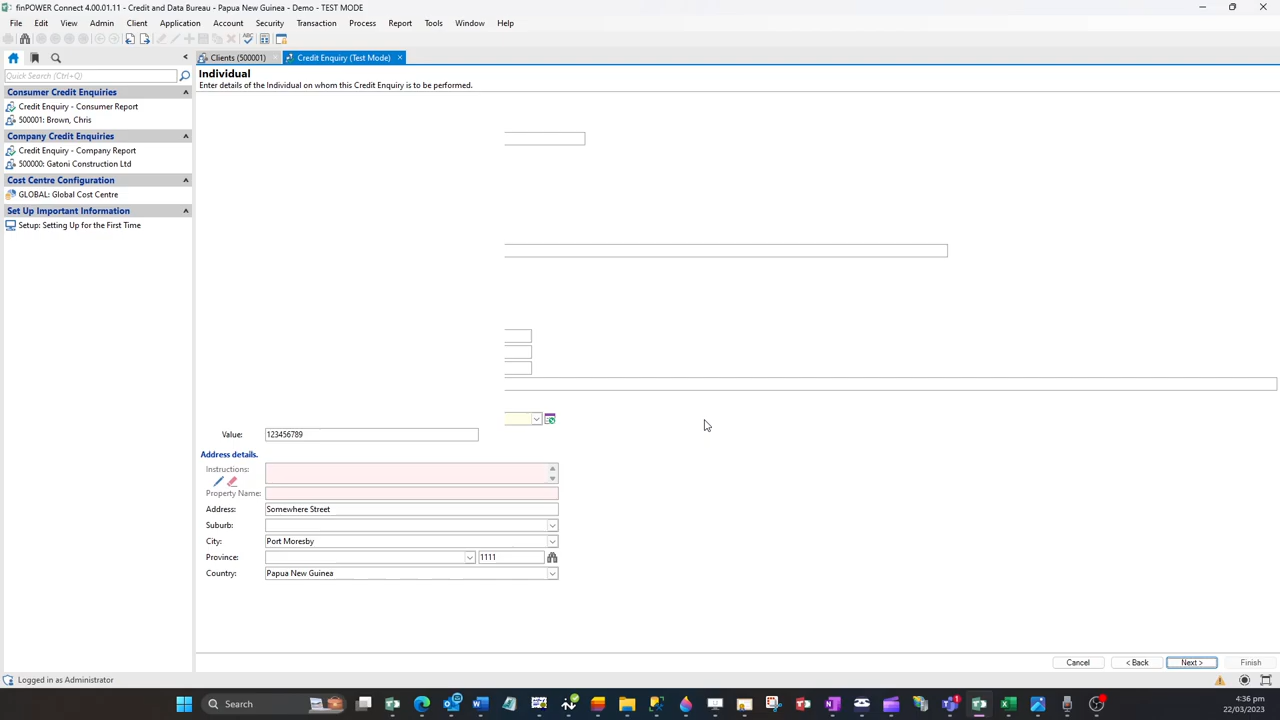 finPOWER Connect 4.00.01.11 - Credit and Data Bureau - Papua New Guinea - Demo - TEST MODE
File Edit View Admin Client Application Account Security Transaction Process Report Tools Window Help
Clients (500001) Credit Enquiry (Test Mode)
Quick Search (Ctrl+Q)
Individual
Enter details of the Individual on whom this Credit Enquiry is to be performed.
Consumer Credit Enquiries
Credit Enquiry - Consumer Report
500001: Brown, Chris
Company Credit Enquiries
Credit Enquiry - Company Report
500000: Gatoni Construction Ltd
Cost Centre Configuration
GLOBAL: Global Cost Centre
Set Up Important Information
Setup: Setting Up for the First Time
Value: 123456789
Address details.
Instructions:
Property Name:
Address: Somewhere Street
Suburb:
City: Port Moresby
Province: 1111
Country: Papua New Guinea
Cancel < Back Next > Finish
Logged in as Administrator
Search
4:36 pm
22/03/2023